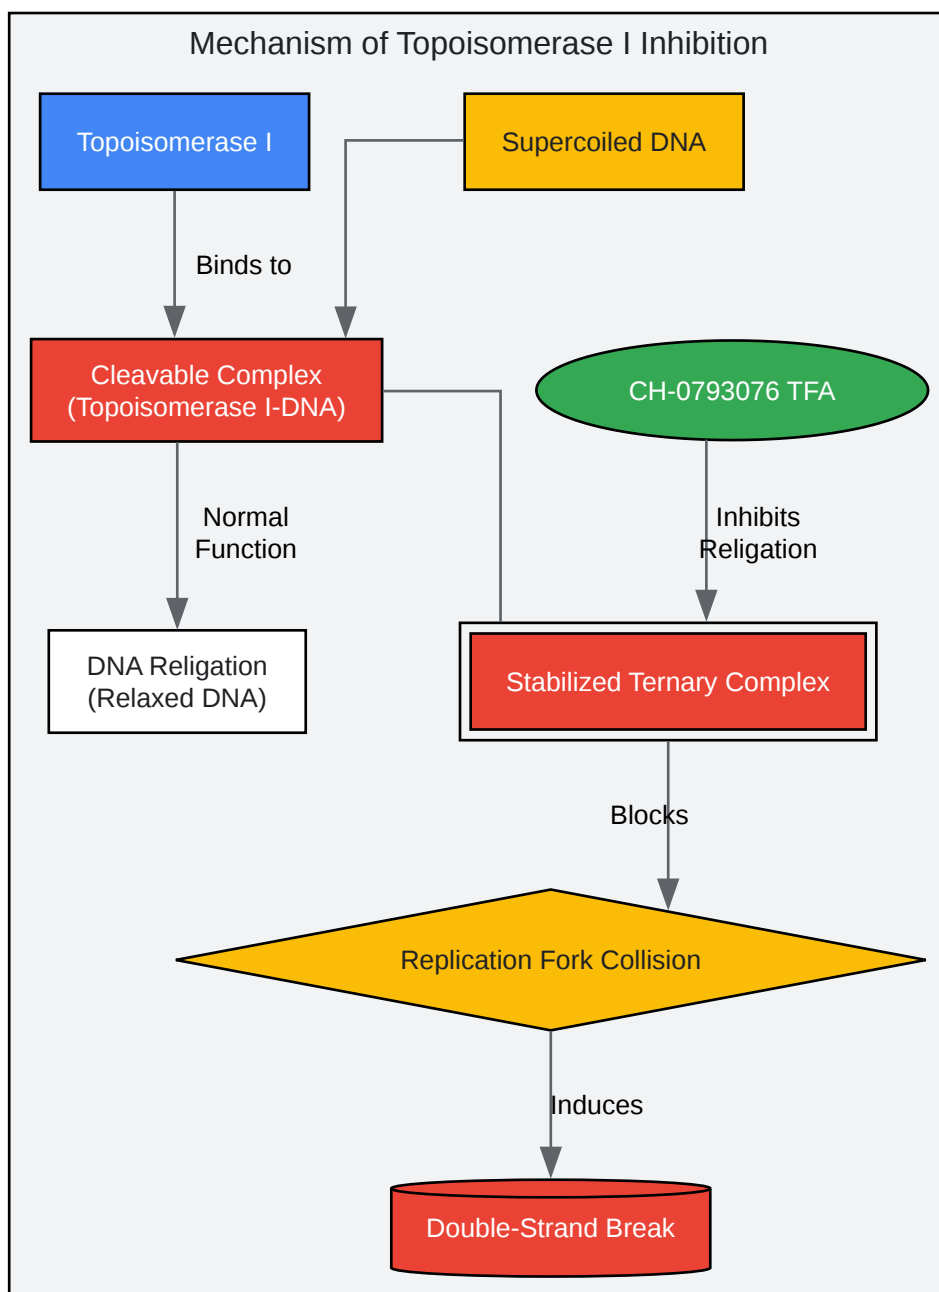 Mechanism of Topoisomerase I Inhibition
Topoisomerase I
Supercoiled DNA
Binds to
Cleavable Complex
(Topoisomerase I-DNA)
CH-0793076 TFA
Normal
Function
Inhibits
Religation
DNA Religation
(Relaxed DNA)
Stabilized Ternary Complex
Blocks
Replication Fork Collision
Induces
Double-Strand Break